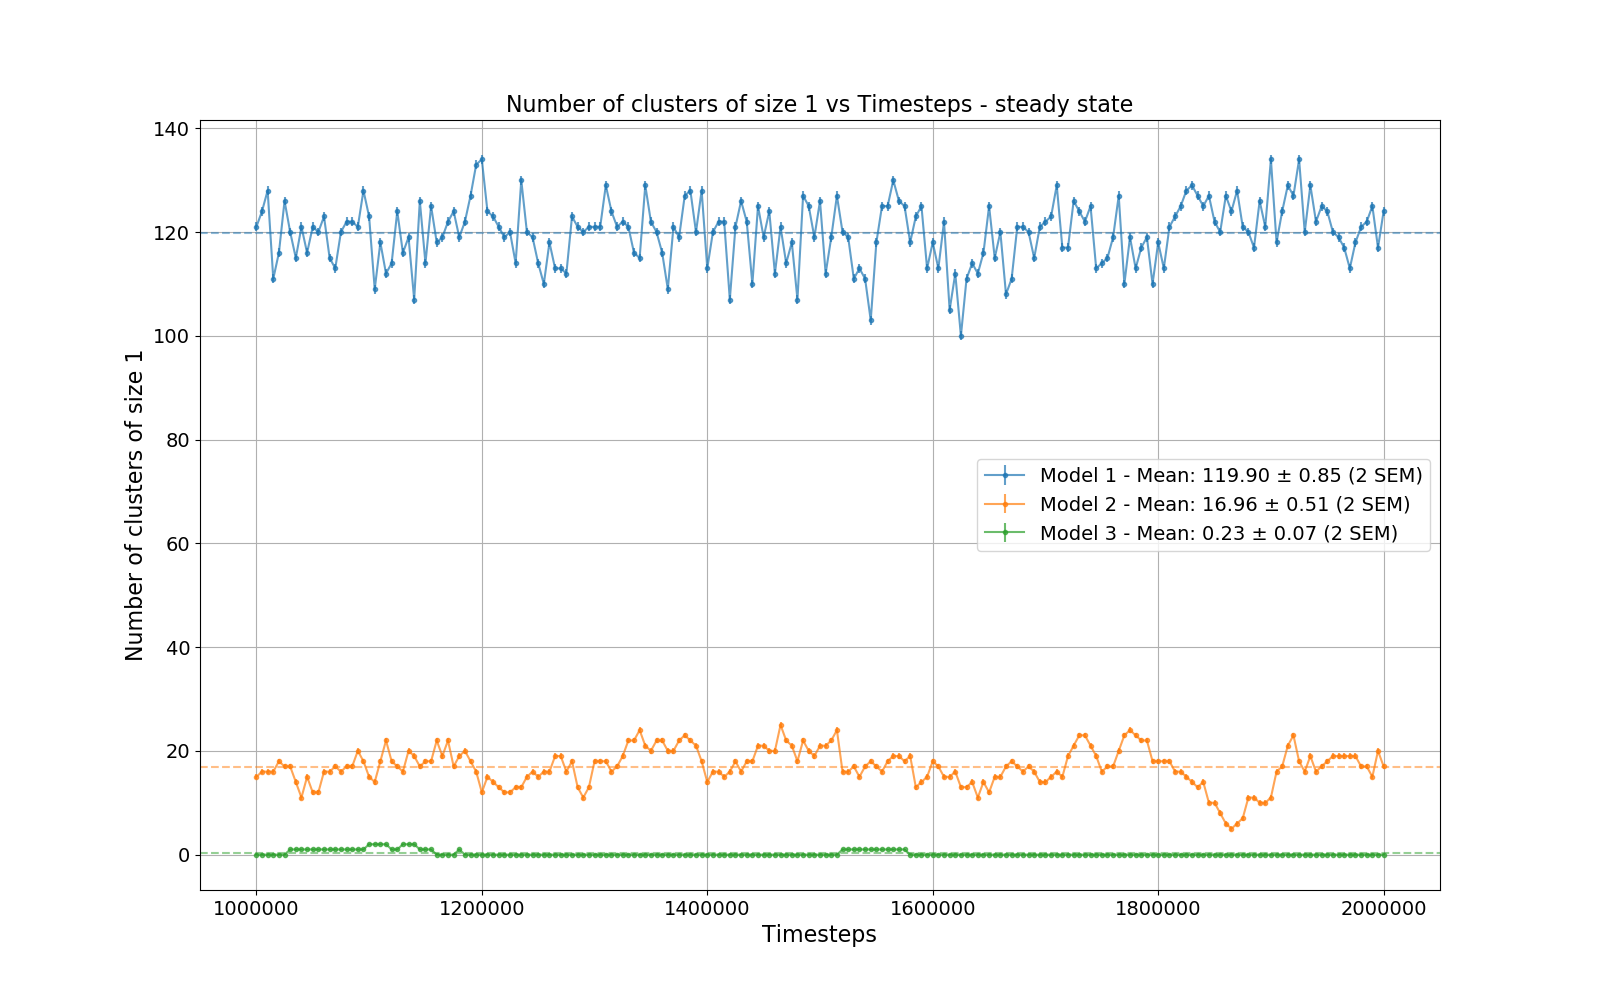 Number of clusters of size 1 vs Timesteps - steady state
140
120
100
80
60
40
20
0
Number of clusters of size 1
Model 1 - Mean: 119.90 ± 0.85 (2 SEM)
Model 2 - Mean: 16.96 ± 0.51 (2 SEM)
Model 3 - Mean: 0.23 ± 0.07 (2 SEM)
1000000 1200000 1400000 1600000 1800000 2000000
Timesteps